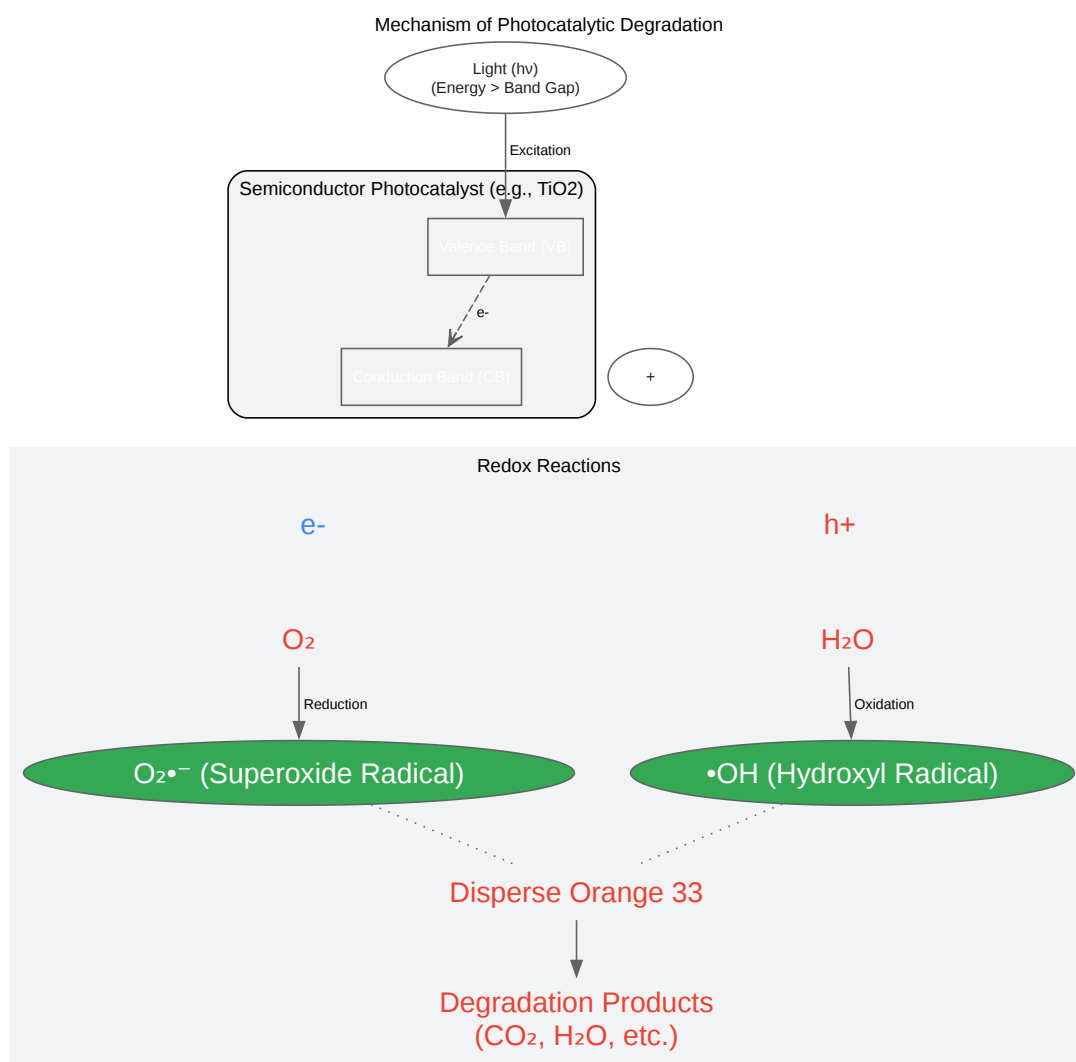 Mechanism of Photocatalytic Degradation
Light (hν)
(Energy > Band Gap)
Excitation
Semiconductor Photocatalyst (e.g., TiO2)
Valence Band (VB)
e-
Conduction Band (CB)
+
Redox Reactions
e-
h+
O₂
H₂O
Reduction
Oxidation
O₂•⁻ (Superoxide Radical)
•OH (Hydroxyl Radical)
Disperse Orange 33
Degradation Products
(CO₂, H₂O, etc.)